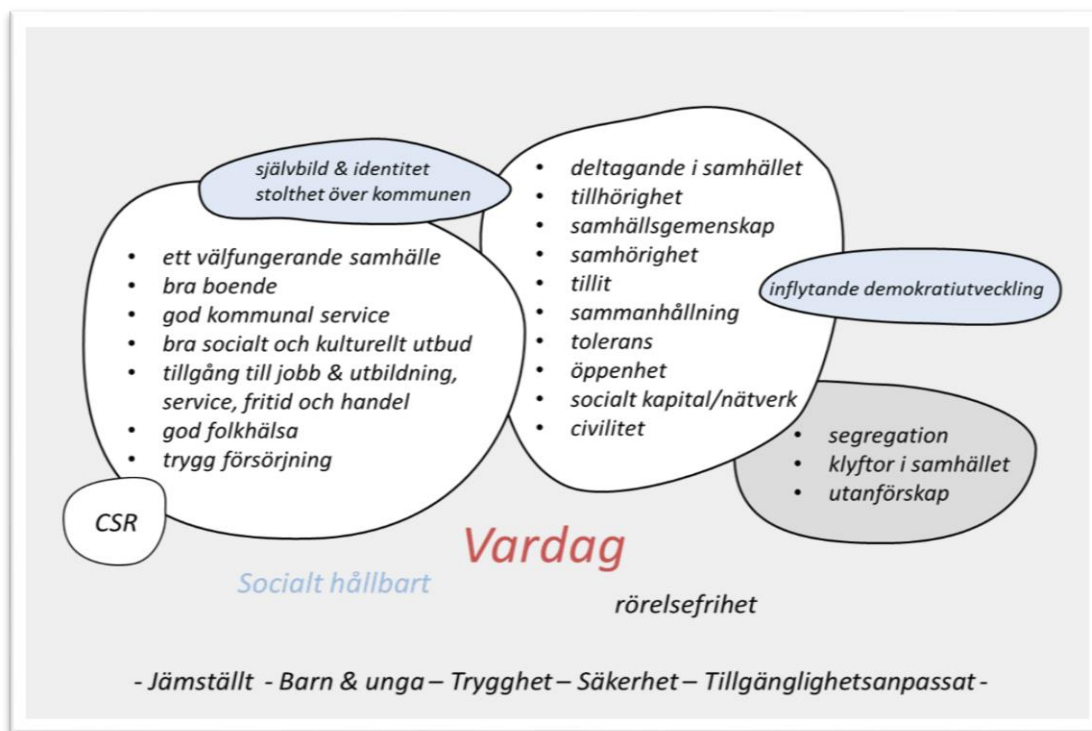 självbild & identitet
stolthet över kommunen
• ett välfungerande samhälle
• bra boende
• god kommunal service
• bra socialt och kulturellt utbud
• tillgång till jobb & utbildning,
service, fritid och handel
• god folkhälsa
• trygg försörjning
CSR
• deltagande i samhället
• tillhörighet
• samhällsgemenskap
• samhörighet
• tillit
• sammanhållning
• tolerans
• öppenhet
• socialt kapital/nätverk
• civilitet
inflytande demokratiutveckling
• segregation
• klyftor i samhället
• utanförskap
Vardag
Socialt hållbart
rörelsefrihet
- Jämställt - Barn & unga – Trygghet – Säkerhet – Tillgänglighetsanpassat -